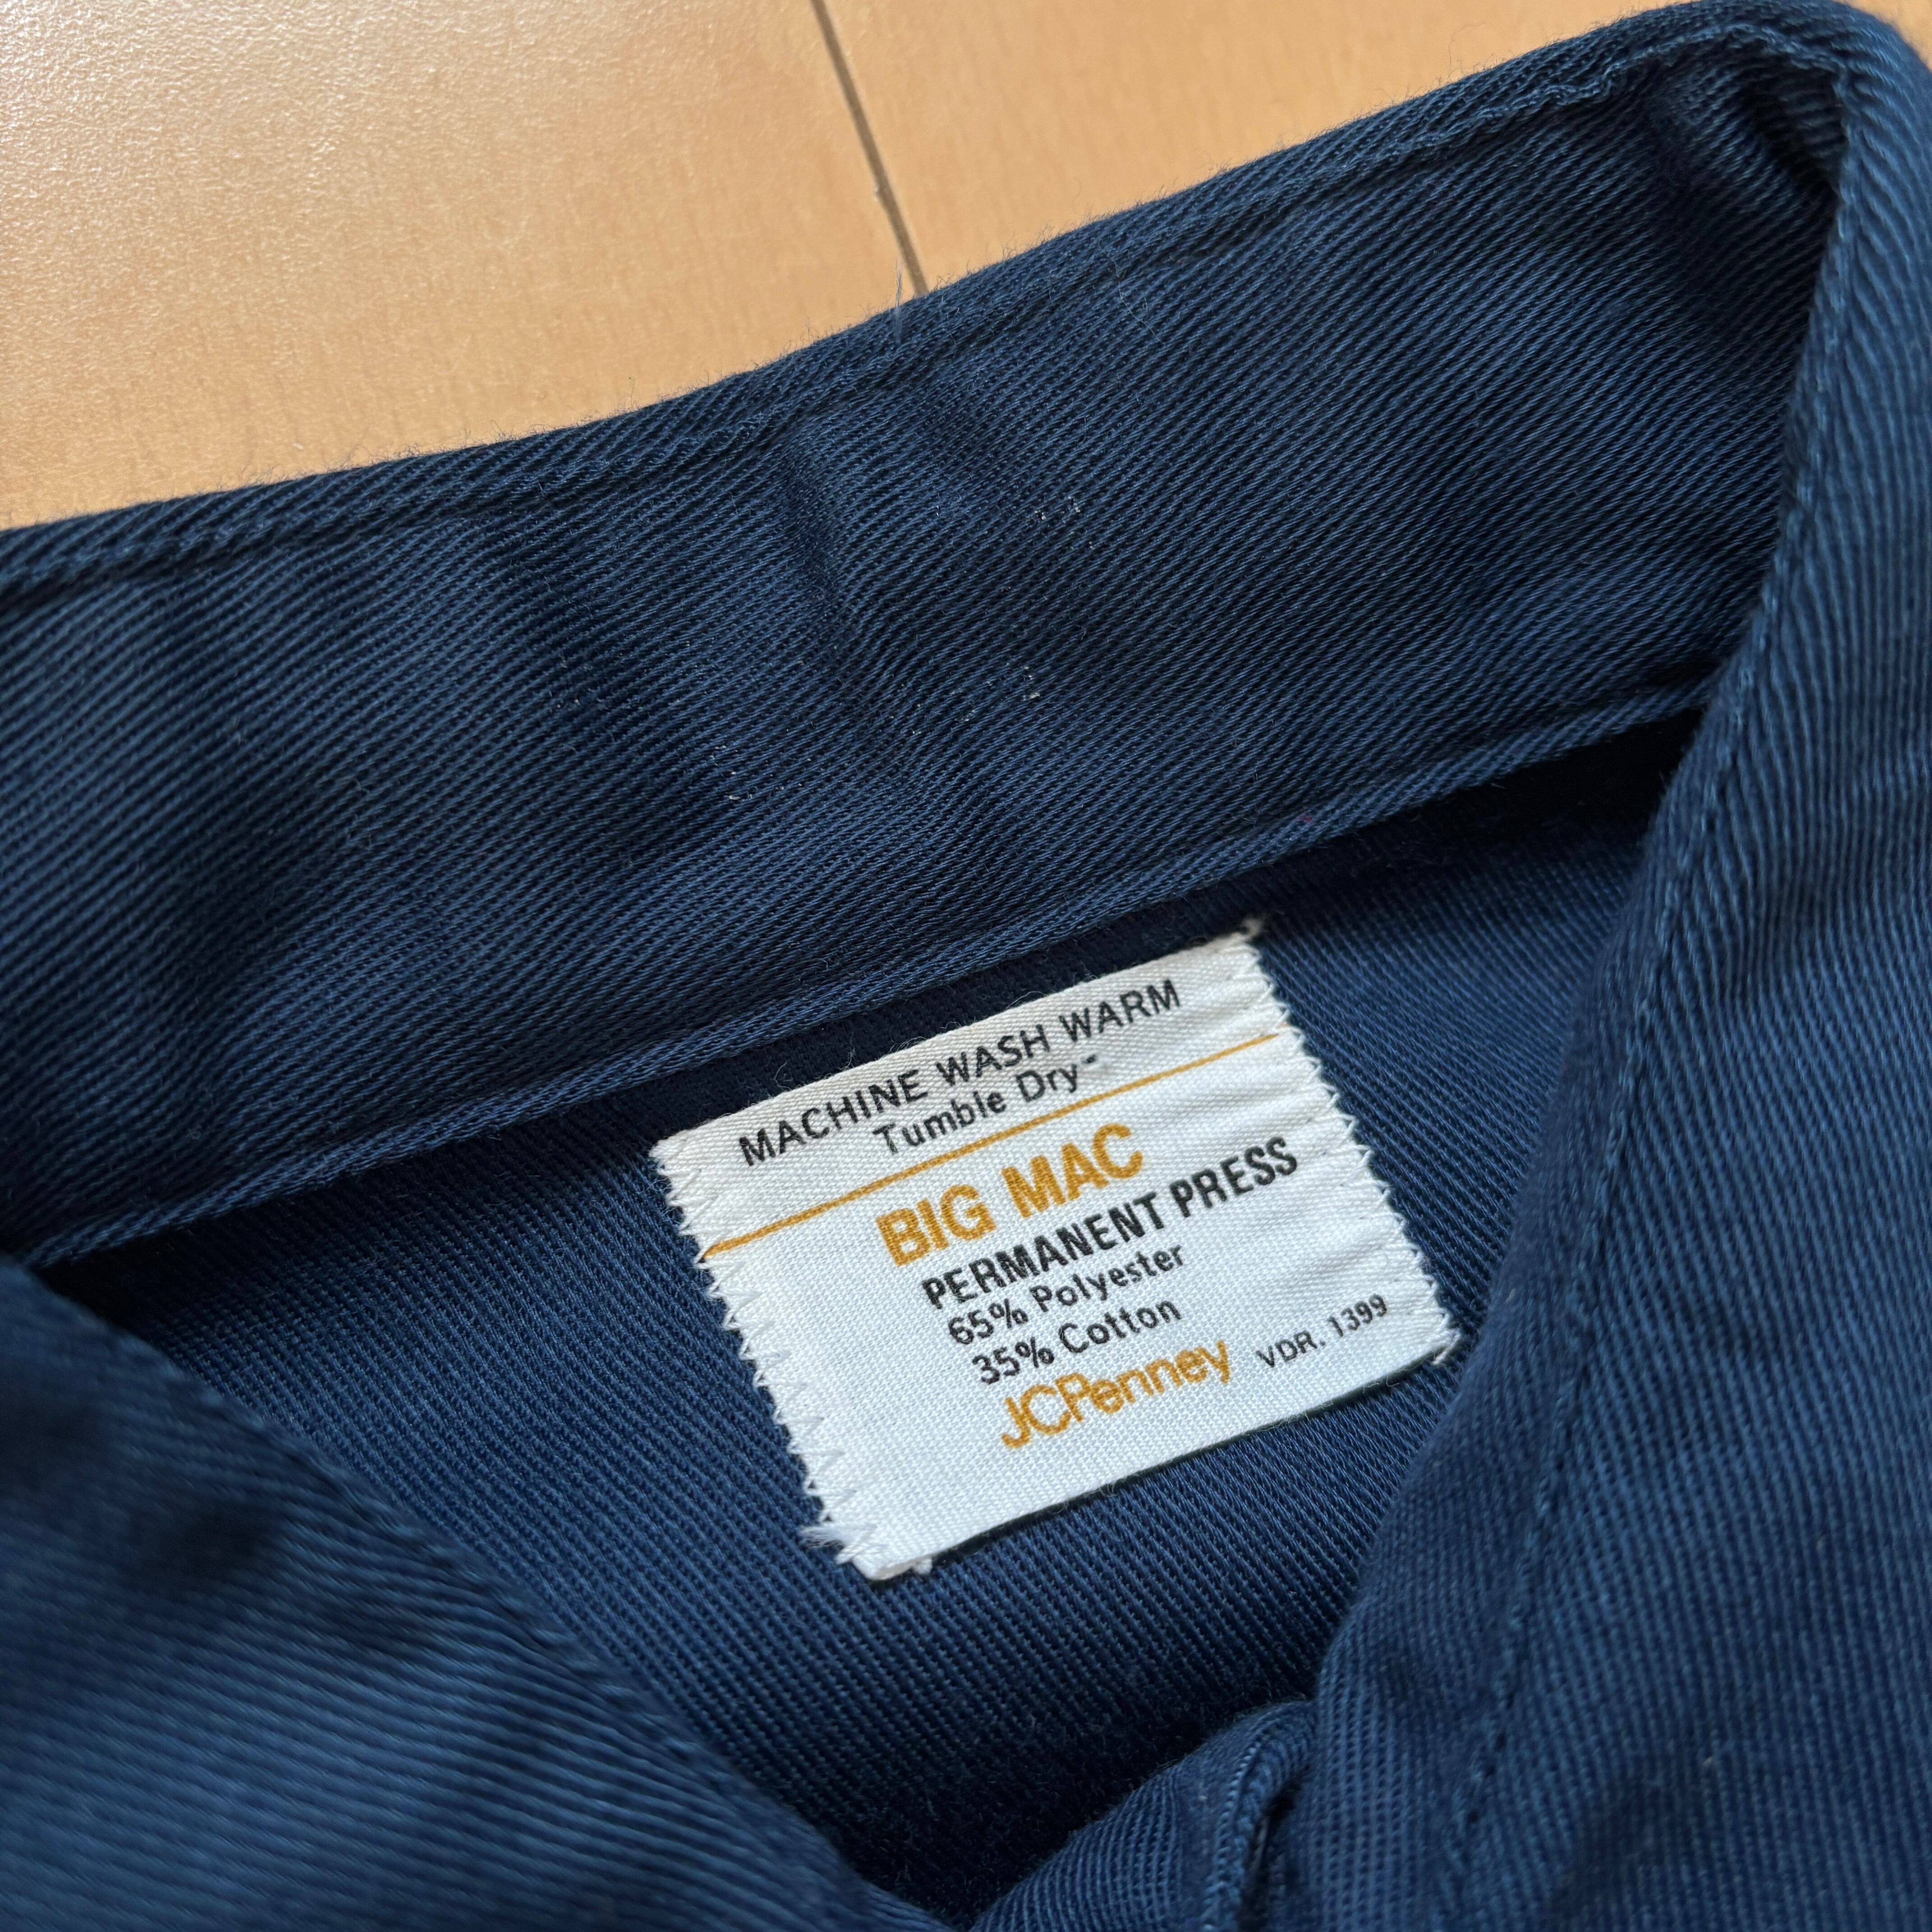 MACHINE WASH WARM
Tumble Dry
BIG MAC
PERMANENT PRESS
65% Polyester
35% Cotton
JCPenney VDR. 1399